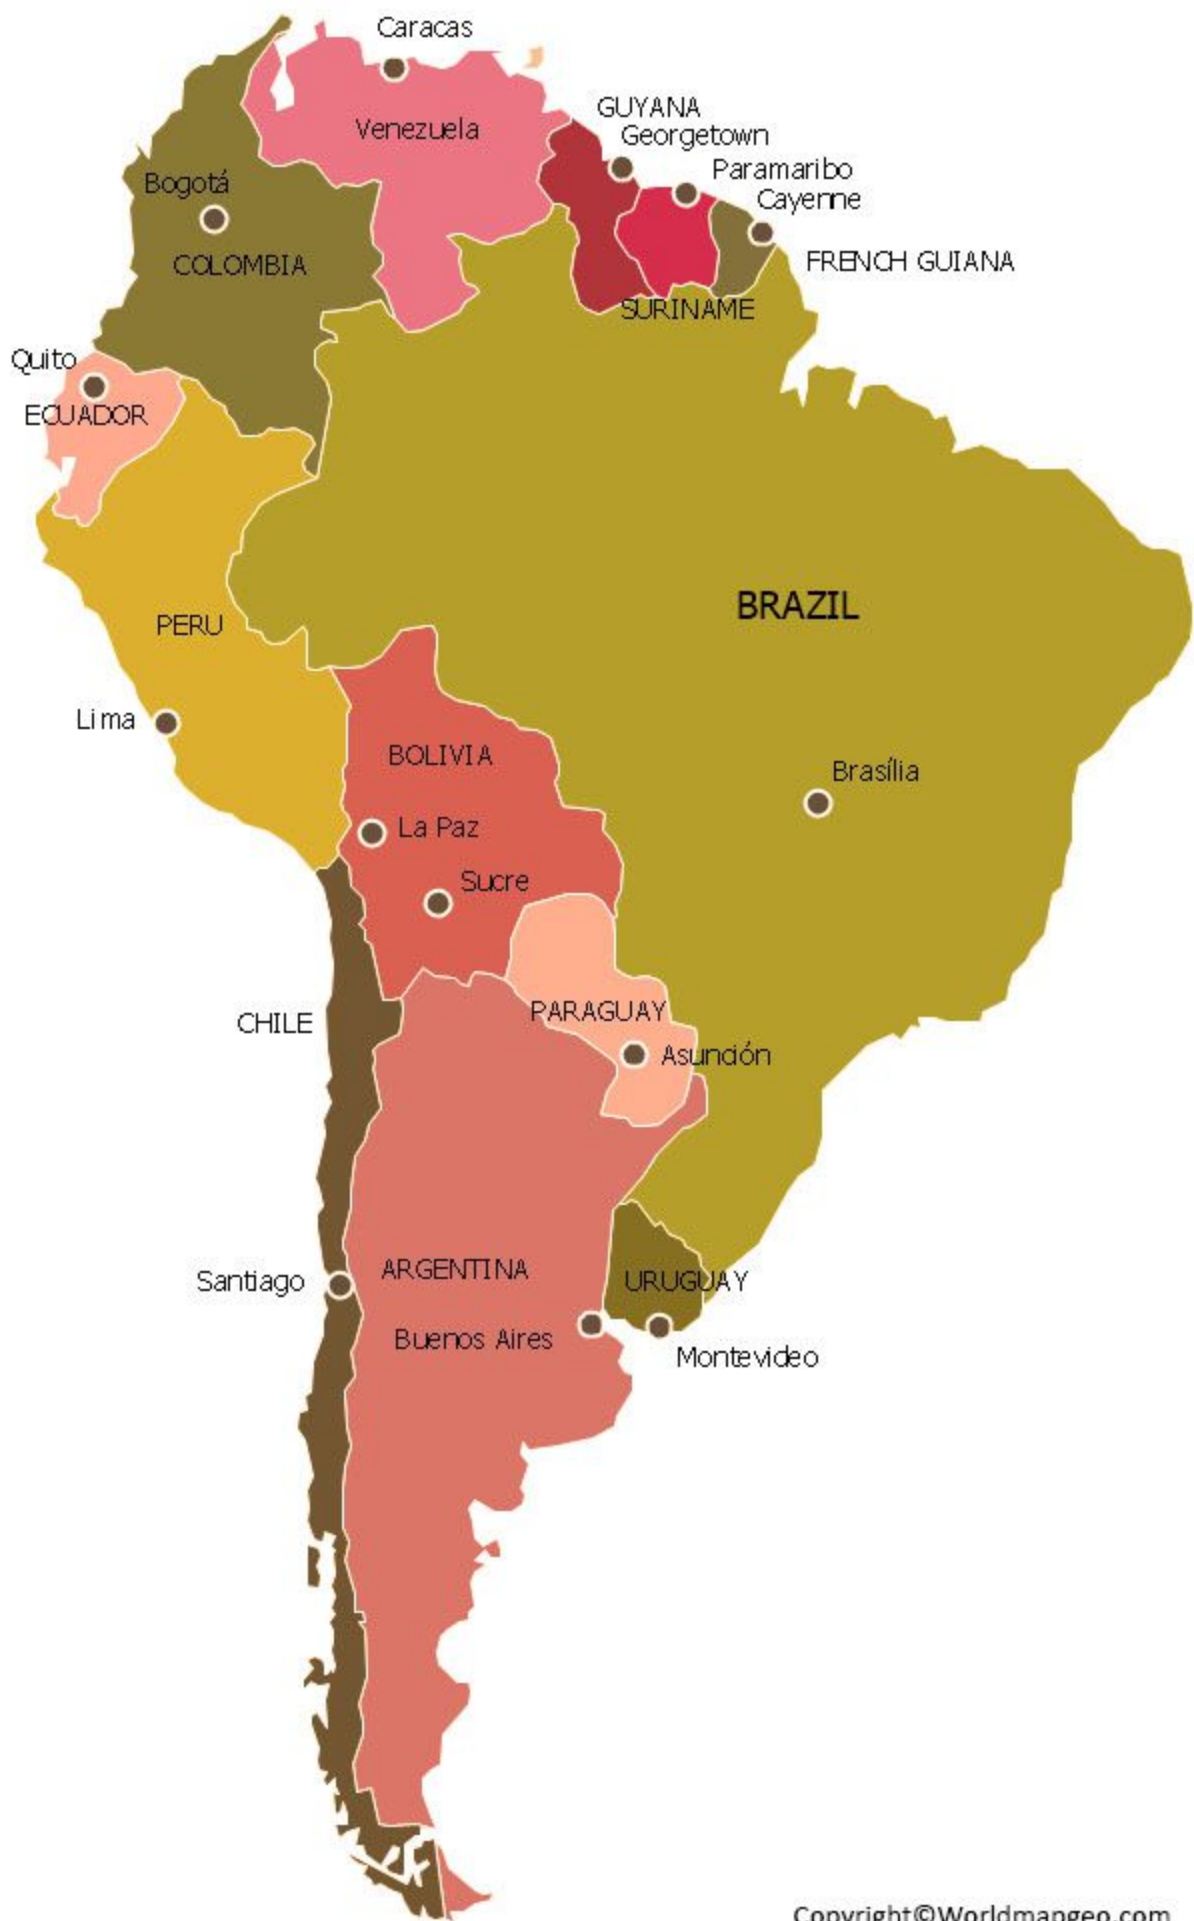 Caracas
Venezuela
GUYANA
Georgetown
Paramaribo
Cayenne
Bogotá
COLOMBIA
FRENCH GUIANA
SURINAME
Quito
ECUADOR
BRAZIL
PERU
Lima
BOLIVIA
Brasília
La Paz
Sucre
PARAGUAY
CHILE
Asunción
ARGENTINA
Santiago
URUGUAY
Buenos Aires
Montevideo
Copyright©Worldmapgeo.com